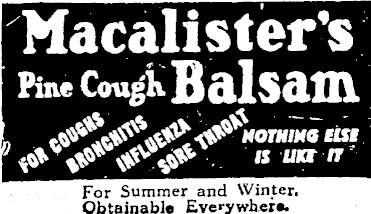 Macalister's
Pine Cough Balsam
FOR COUGHS
BRONCHITIS
INFLUENZA
SORE THROAT
NOTHING ELSE
IS LIKE IT
For Summer and Winter.
Obtainable Everywhere.